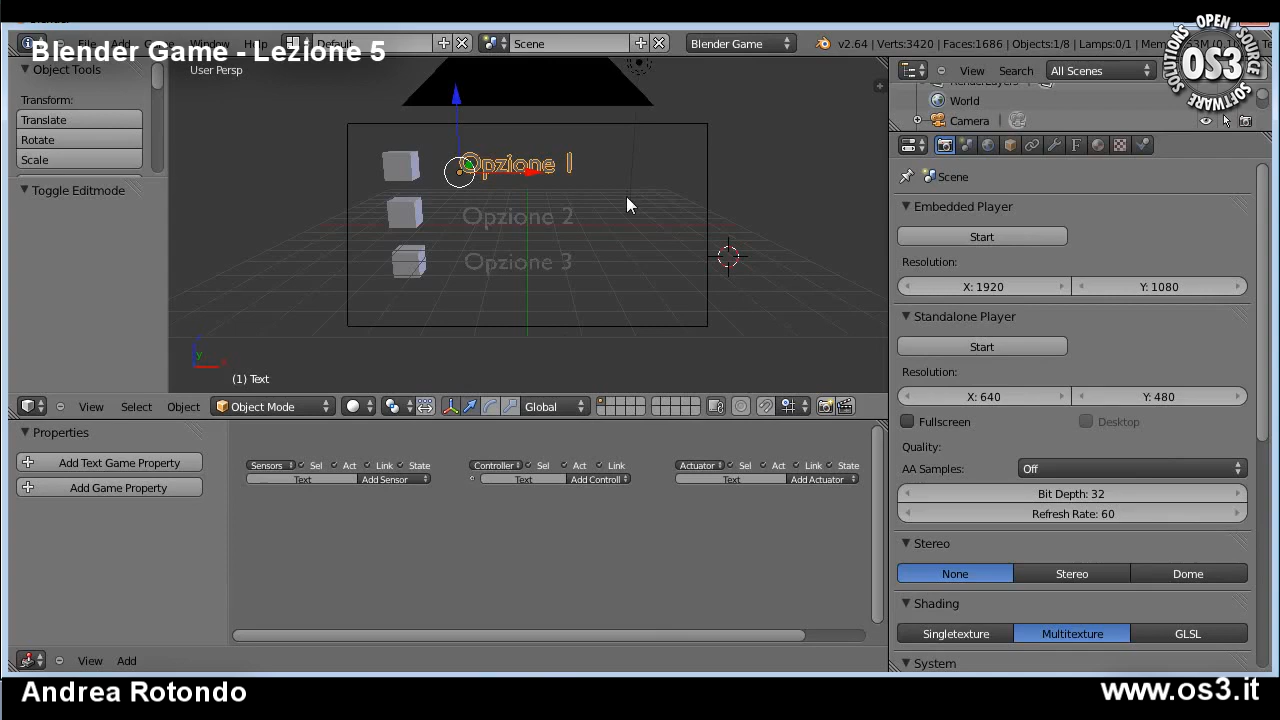 Blender Game - Lezione 5
Default
Scene
Blender Game
v2.64 | Verts:3420 | Faces:1686 | Objects:1/8 | Lamps:0/1 |
OPEN SOURCE SOFTWARE SOLUTIONS
OS3
Object Tools
Transform:
Translate
Rotate
Scale
Toggle Editmode
User Persp
Opzione 1
Opzione 2
Opzione 3
(1) Text
View Search All Scenes
World
Camera
Scene
Embedded Player
Start
Resolution:
X: 1920 Y: 1080
Standalone Player
Start
Resolution:
X: 640 Y: 480
Fullscreen Desktop
Quality:
AA Samples: Off
Bit Depth: 32
Refresh Rate: 60
Stereo
None Stereo Dome
Shading
Singletexture Multitexture GLSL
System
View Select Object Object Mode Global
Properties
Add Text Game Property
Add Game Property
Sensors Sel Act Link State Controller Sel Act Link Actuator Sel Act Link State
Text Add Sensor Text Add Controll Text Add Actuator
View Add
Andrea Rotondo
www.os3.it